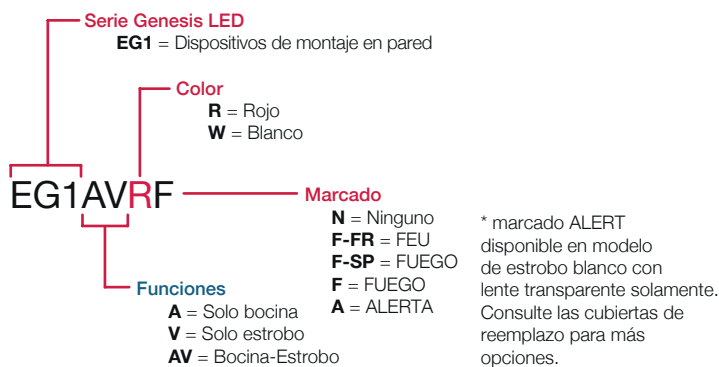 Serie Genesis LED
EG1 = Dispositivos de montaje en pared
Color
R = Rojo
W = Blanco
EG1AVRF
Marcado
N = Ninguno
F-FR = FEU
F-SP = FUEGO
F = FUEGO
A = ALERTA
* marcado ALERT
disponible en modelo
de estrobo blanco con
lente transparente solamente.
Consulte las cubiertas de
reemplazo para más
opciones.
Funciones
A = Solo bocina
V = Solo estrobo
AV = Bocina-Estrobo